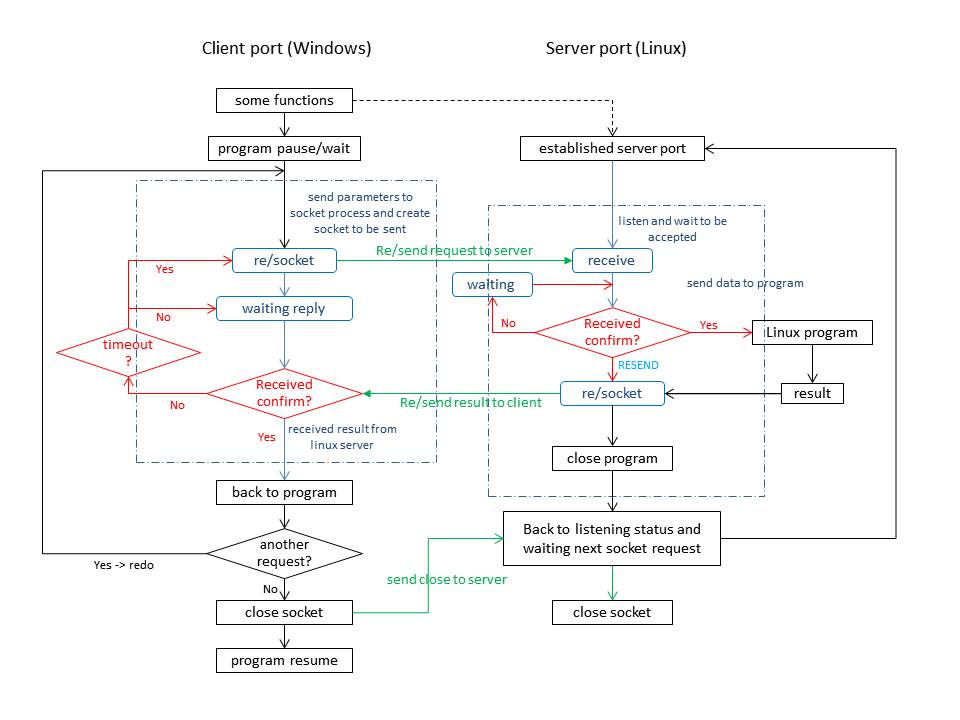 Client port (Windows)
Server port (Linux)
some functions
program pause/wait
established server port
send parameters to
socket process and create
socket to be sent
listen and wait to be
accepted
Re/send request to server
re/socket
receive
Yes
waiting
send data to program
waiting reply
No
No
Received
confirm?
Yes
Linux program
timeout
?
RESEND
Received
confirm?
re/socket
result
No
Re/send result to client
Yes
received result from
linux server
close program
back to program
Back to listening status and
waiting next socket request
another
request?
Yes -> redo
send close to server
No
close socket
close socket
program resume